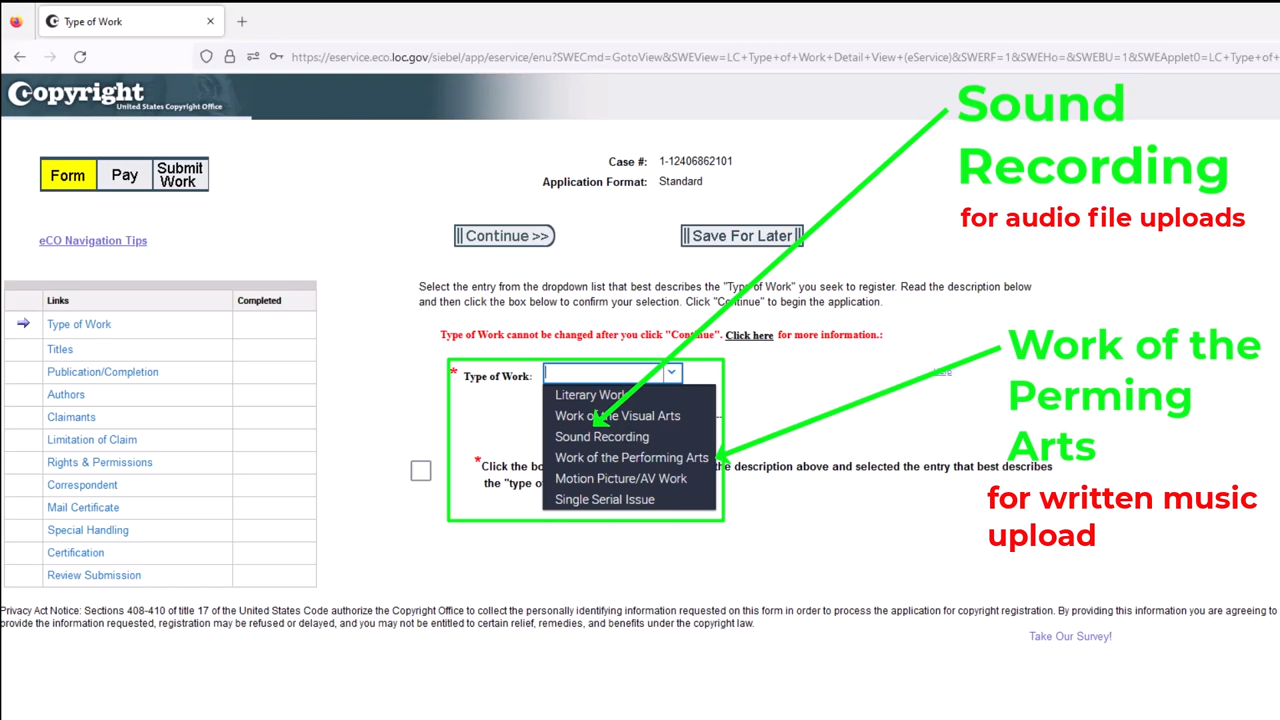 Type of Work
https://eservice.eco.loc.gov/siebel/app/eservice/enu?SWECmd=GotoView&SWEView=LC+Type+of+Work+Detail+View+(eService)&SWERF=1&SWEHo=&SWEBU=1&SWEApplet0=LC+Type+of+
Copyright
United States Copyright Office
Sound
Recording
for audio file uploads
Form
Pay
Submit
Work
Case #: 1-12406862101
Application Format: Standard
Continue >>
Save For Later
eCO Navigation Tips
Select the entry from the dropdown list that best describes the "Type of Work" you seek to register. Read the description below
and then click the box below to confirm your selection. Click "Continue" to begin the application.
Type of Work cannot be changed after you click "Continue". Click here for more information.:
Links Completed
Type of Work
Titles
Publication/Completion
Authors
Claimants
Limitation of Claim
Rights & Permissions
Correspondent
Mail Certificate
Special Handling
Certification
Review Submission
* Type of Work:
Literary Work
Work of the Visual Arts
Sound Recording
Work of the Performing Arts
Motion Picture/AV Work
Single Serial Issue
Help
*Click the bo the description above and selected the entry that best describes
the "type of
Work of the
Perming
Arts
for written music
upload
Privacy Act Notice: Sections 408-410 of title 17 of the United States Code authorize the Copyright Office to collect the personally identifying information requested on this form in order to process the application for copyright registration. By providing this information you are agreeing to
provide the information requested, registration may be refused or delayed, and you may not be entitled to certain relief, remedies, and benefits under the copyright law.
Take Our Survey!